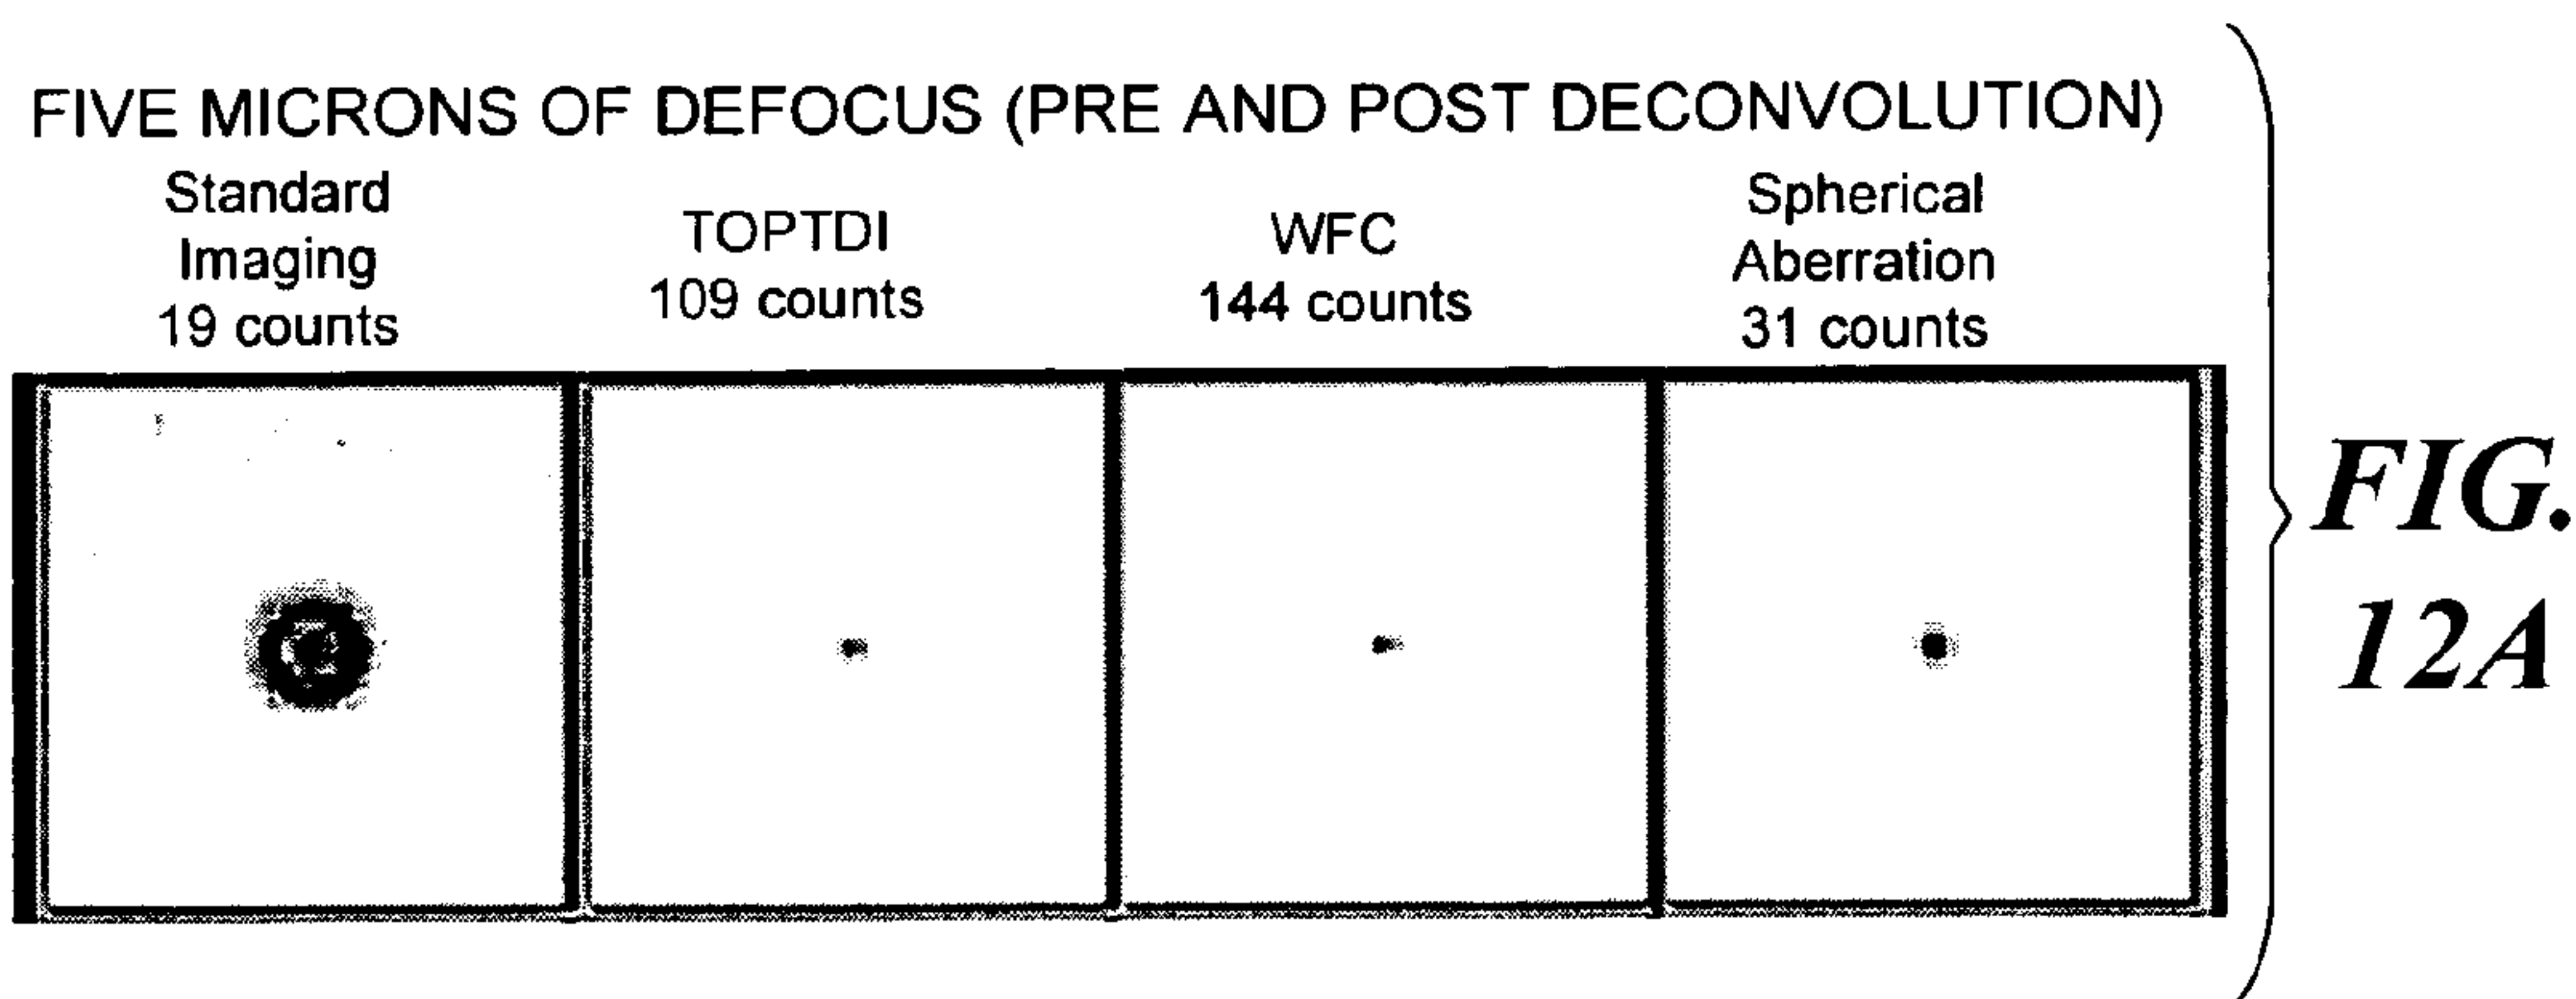 FIVE MICRONS OF DEFOCUS (PRE AND POST DECONVOLUTION)
Standard
Imaging
19 counts
TOPTDI
109 counts
WFC
144 counts
Spherical
Aberration
31 counts
FIG.
12A